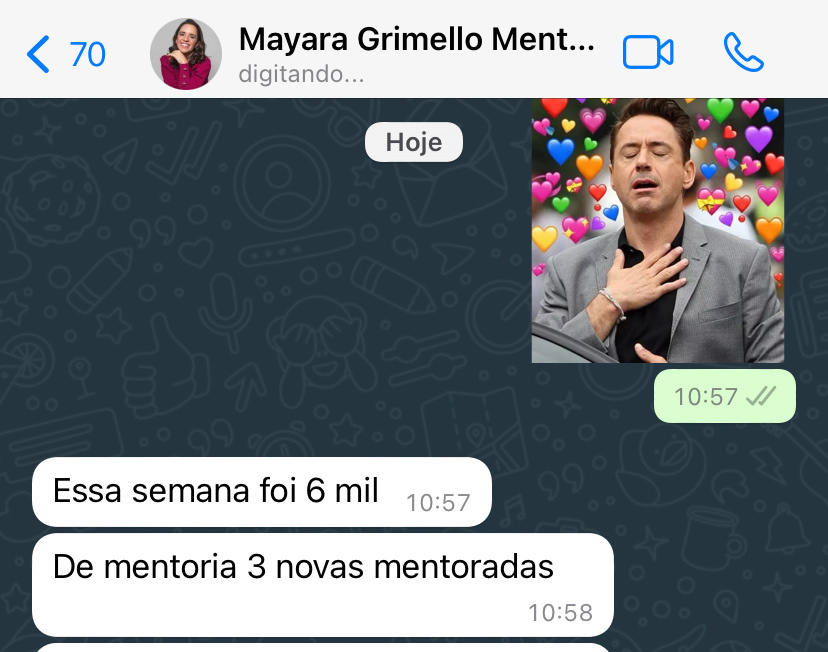 70
Mayara Grimello Ment...
digitando...
Hoje
10:57
Essa semana foi 6 mil 10:57
De mentoria 3 novas mentoradas
10:58